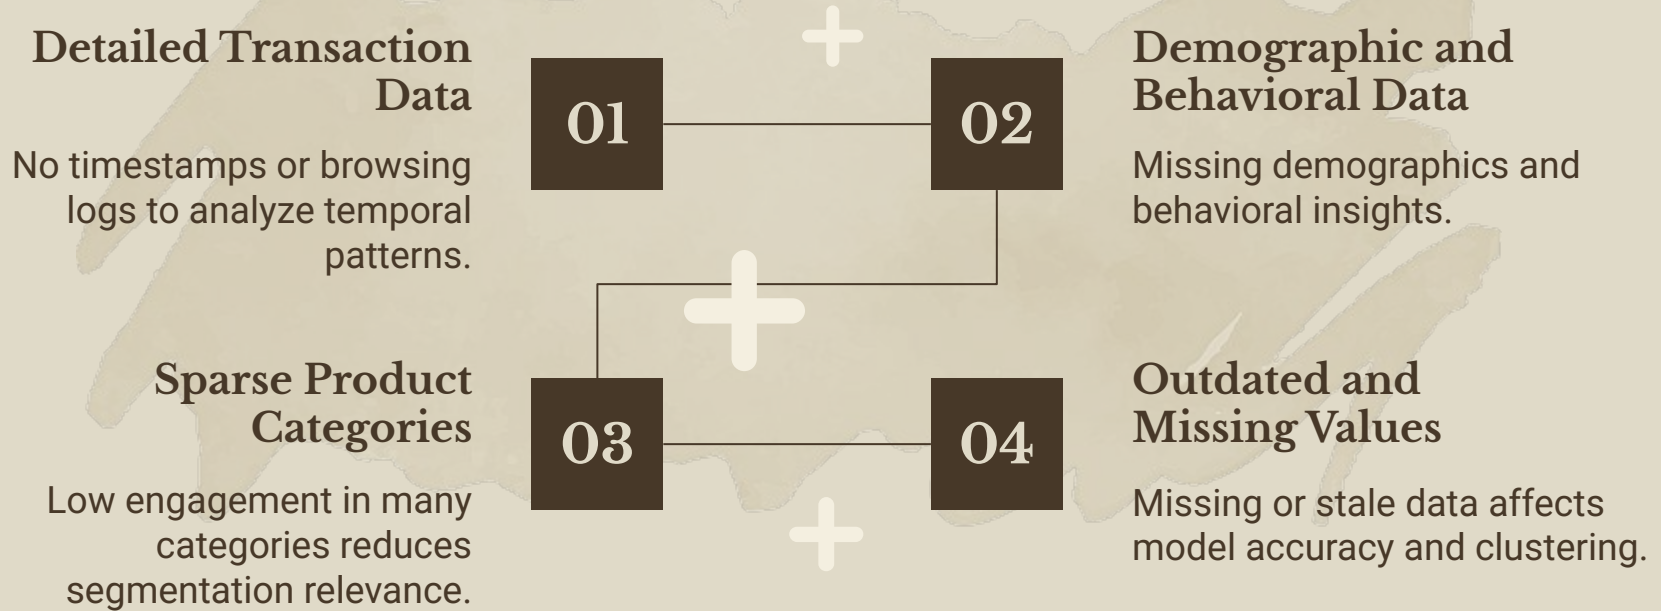 Detailed Transaction
Data
01
No timestamps or browsing
logs to analyze temporal
patterns.
02
Demographic and
Behavioral Data
Missing demographics and
behavioral insights.
Sparse Product
Categories
03
Low engagement in many
categories reduces
segmentation relevance.
04
Outdated and
Missing Values
Missing or stale data affects
model accuracy and clustering.